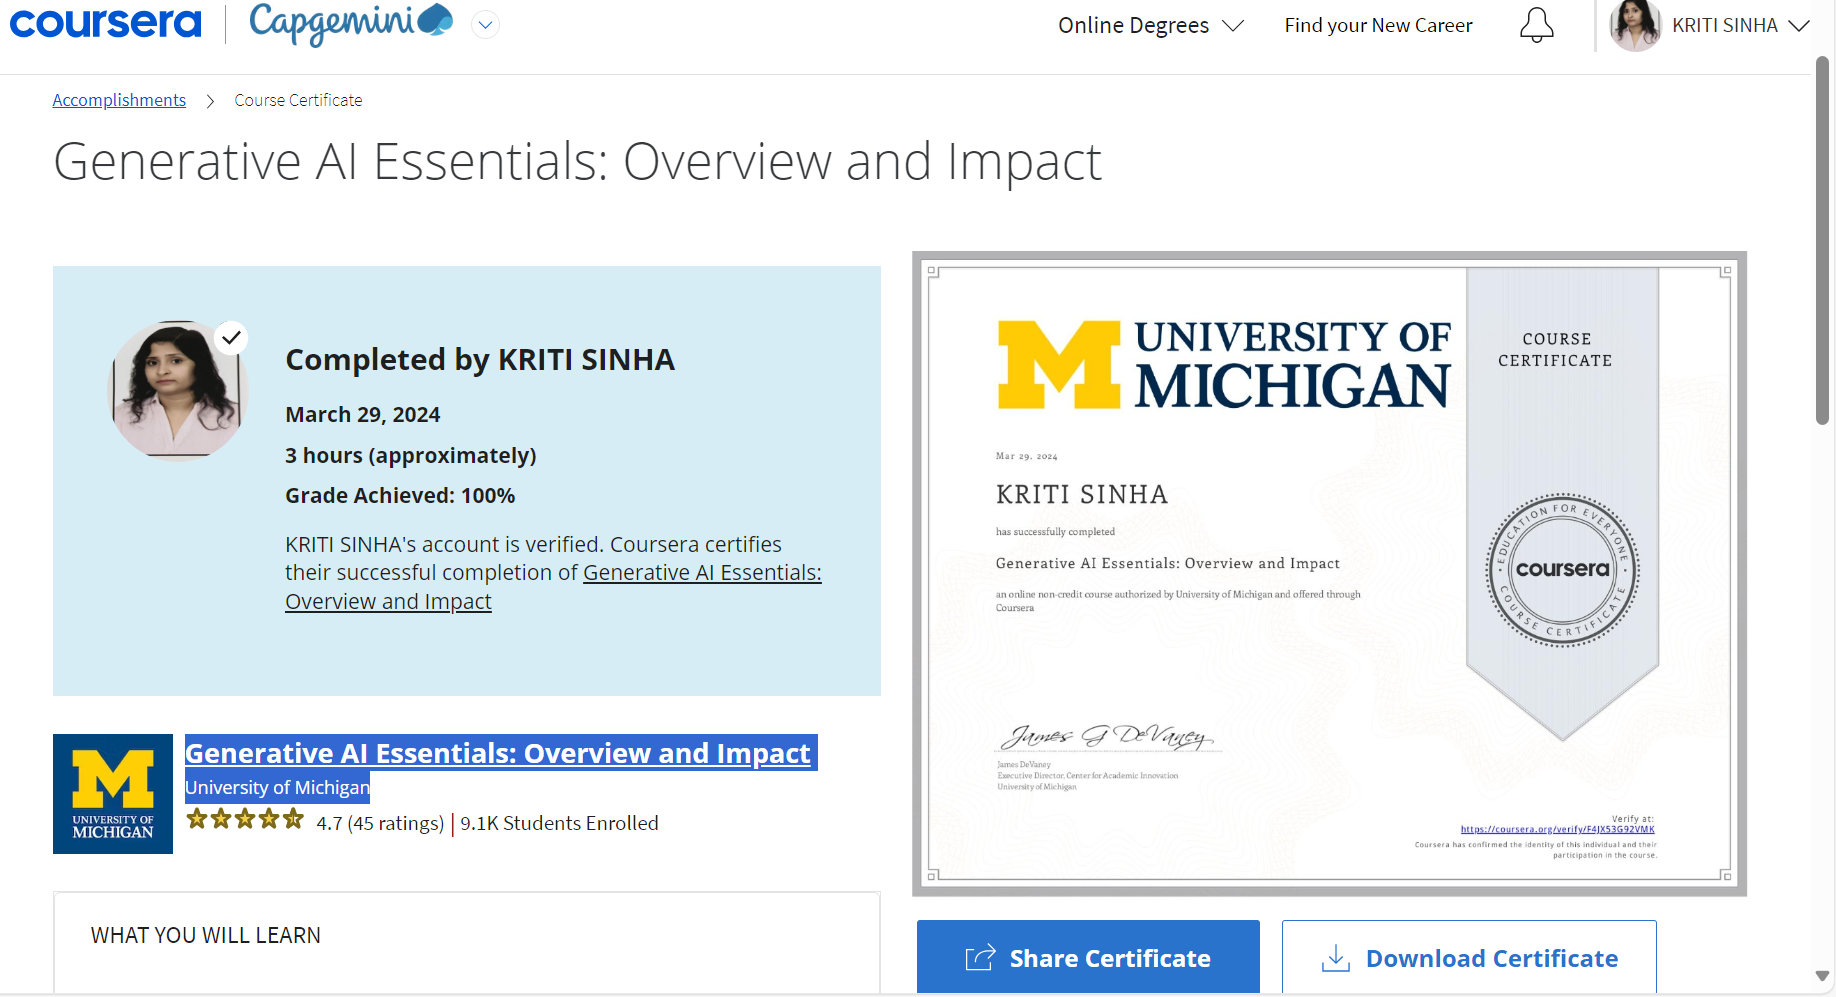 coursera
Capgemini
Online Degrees
Find your New Career
KRITI SINHA
Accomplishments
Course Certificate
Generative AI Essentials: Overview and Impact
Completed by KRITI SINHA
March 29, 2024
3 hours (approximately)
Grade Achieved: 100%
KRITI SINHA's account is verified. Coursera certifies
their successful completion of Generative AI Essentials:
Overview and Impact
UNIVERSITY OF
MICHIGAN
Generative AI Essentials: Overview and Impact
University of Michigan
4.7 (45 ratings) | 9.1K Students Enrolled
WHAT YOU WILL LEARN
UNIVERSITY OF
MICHIGAN
COURSE
CERTIFICATE
Mar 29, 2024
KRITI SINHA
has successfully completed
Generative AI Essentials: Overview and Impact
an online non-credit course authorized by University of Michigan and offered through
Coursera
EDUCATION FOR EVERYONE
coursera
COURSE CERTIFICATE
James G DeVaney
James DeVaney
Executive Director, Center for Academic Innovation
University of Michigan
Verify at:
https://coursera.org/verify/F4JX53G92VMK
Coursera has confirmed the identity of this individual and their
participation in the course.
Share Certificate
Download Certificate